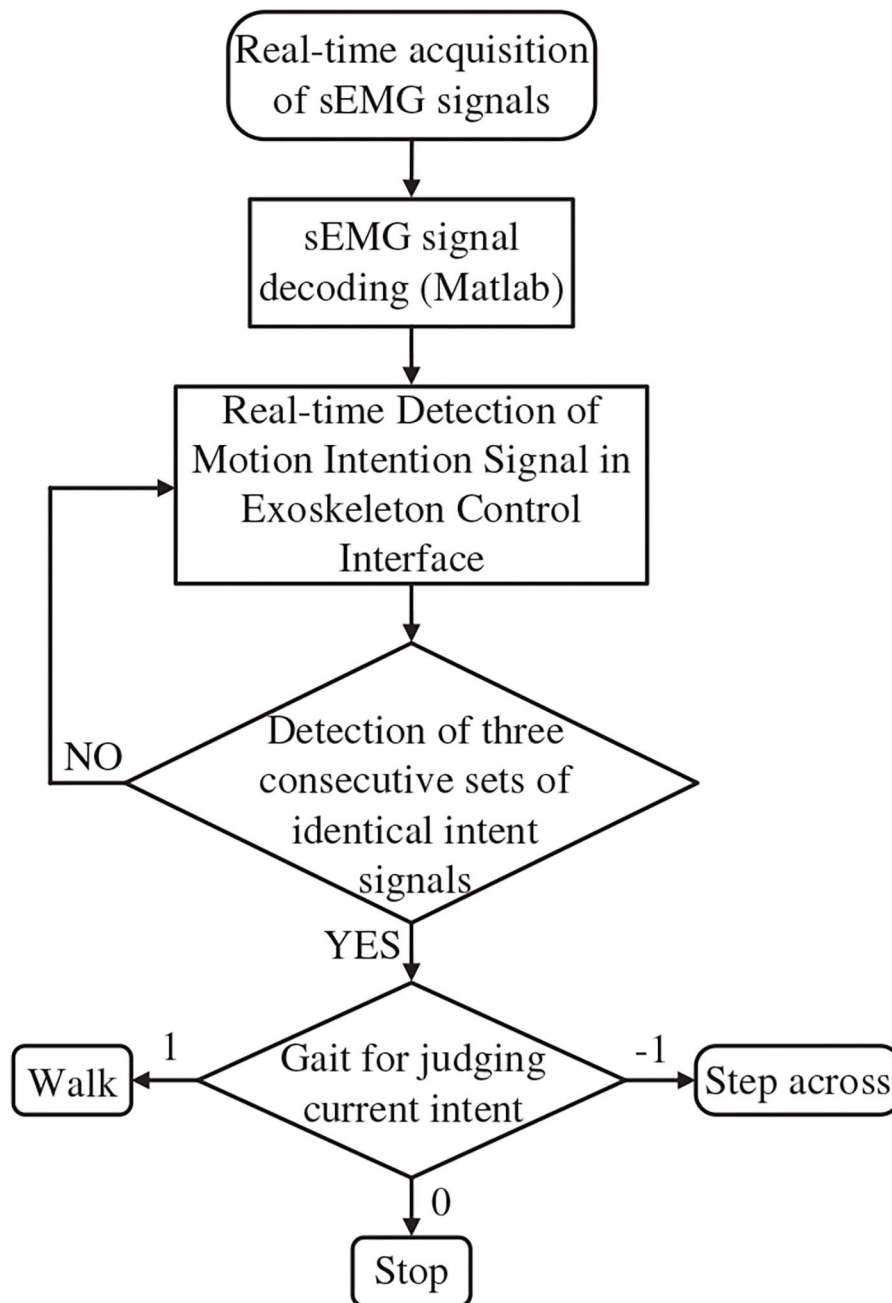 Real-time acquisition
of sEMG signals
sEMG signal
decoding (Matlab)
Real-time Detection of
Motion Intention Signal in
Exoskeleton Control
Interface
NO
Detection of three
consecutive sets of
identical intent
signals
YES
1
-1
Walk
Gait for judging
current intent
Step across
0
Stop